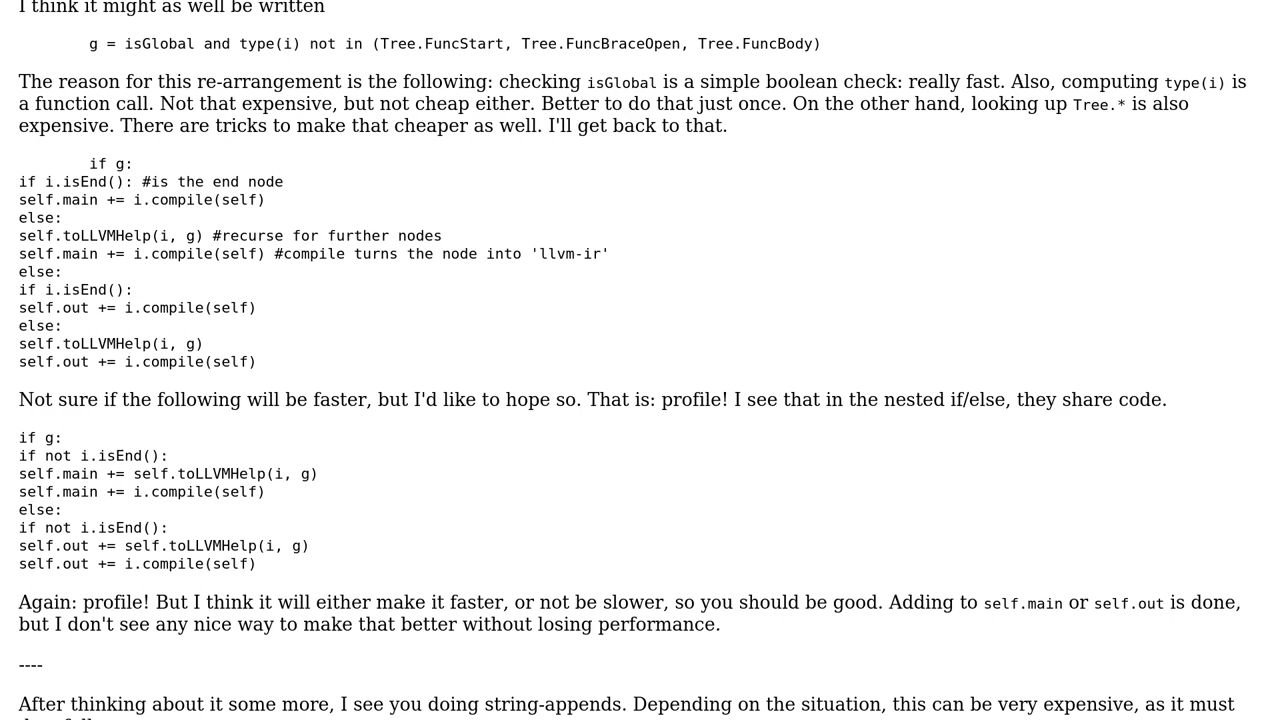 I think it might as well be written
g = isGlobal and type(i) not in (Tree.FuncStart, Tree.FuncBraceOpen, Tree.FuncBody)
The reason for this re-arrangement is the following: checking isGlobal is a simple boolean check: really fast. Also, computing type(i) is
a function call. Not that expensive, but not cheap either. Better to do that just once. On the other hand, looking up Tree.* is also
expensive. There are tricks to make that cheaper as well. I'll get back to that.
if g:
if i.isEnd(): #is the end node
self.main += i.compile(self)
else:
self.toLLVMHelp(i, g) #recurse for further nodes
self.main += i.compile(self) #compile turns the node into 'llvm-ir'
else:
if i.isEnd():
self.out += i.compile(self)
else:
self.toLLVMHelp(i, g)
self.out += i.compile(self)
Not sure if the following will be faster, but I'd like to hope so. That is: profile! I see that in the nested if/else, they share code.
if g:
if not i.isEnd():
self.main += self.toLLVMHelp(i, g)
self.main += i.compile(self)
else:
if not i.isEnd():
self.out += self.toLLVMHelp(i, g)
self.out += i.compile(self)
Again: profile! But I think it will either make it faster, or not be slower, so you should be good. Adding to self.main or self.out is done,
but I don't see any nice way to make that better without losing performance.
----
After thinking about it some more, I see you doing string-appends. Depending on the situation, this can be very expensive, as it must